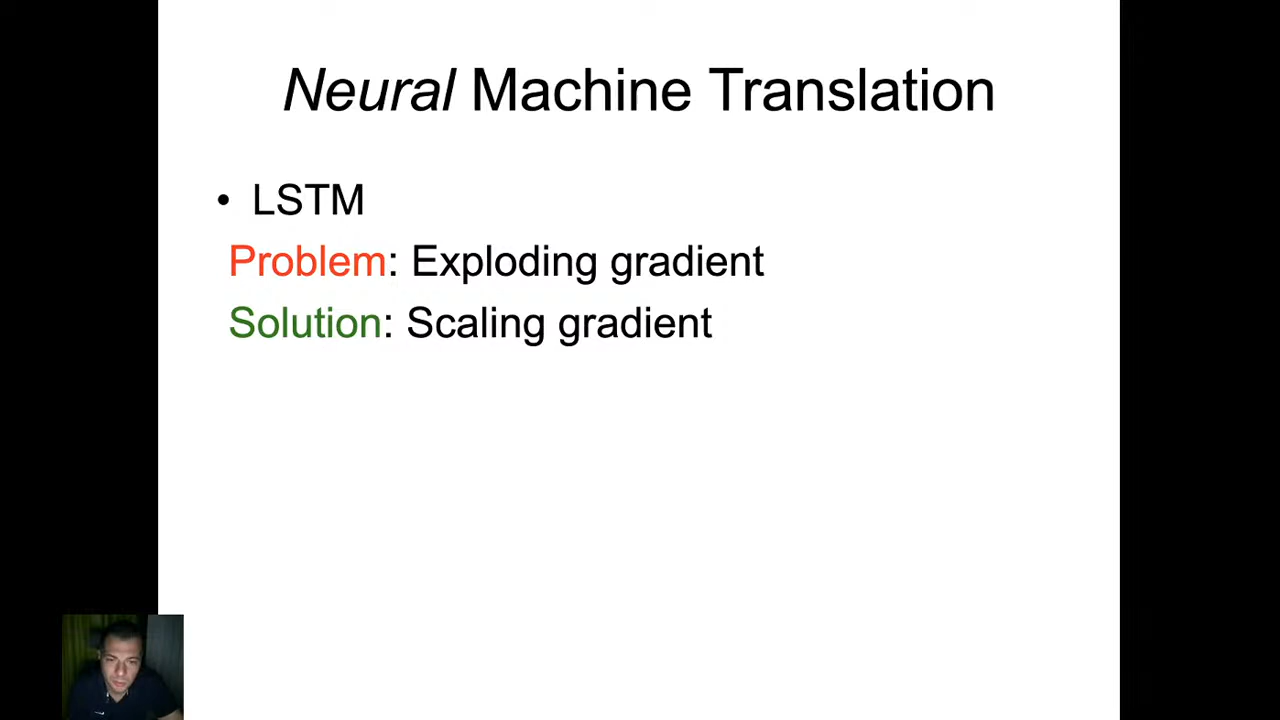 Neural Machine Translation
• LSTM
Problem: Exploding gradient
Solution: Scaling gradient